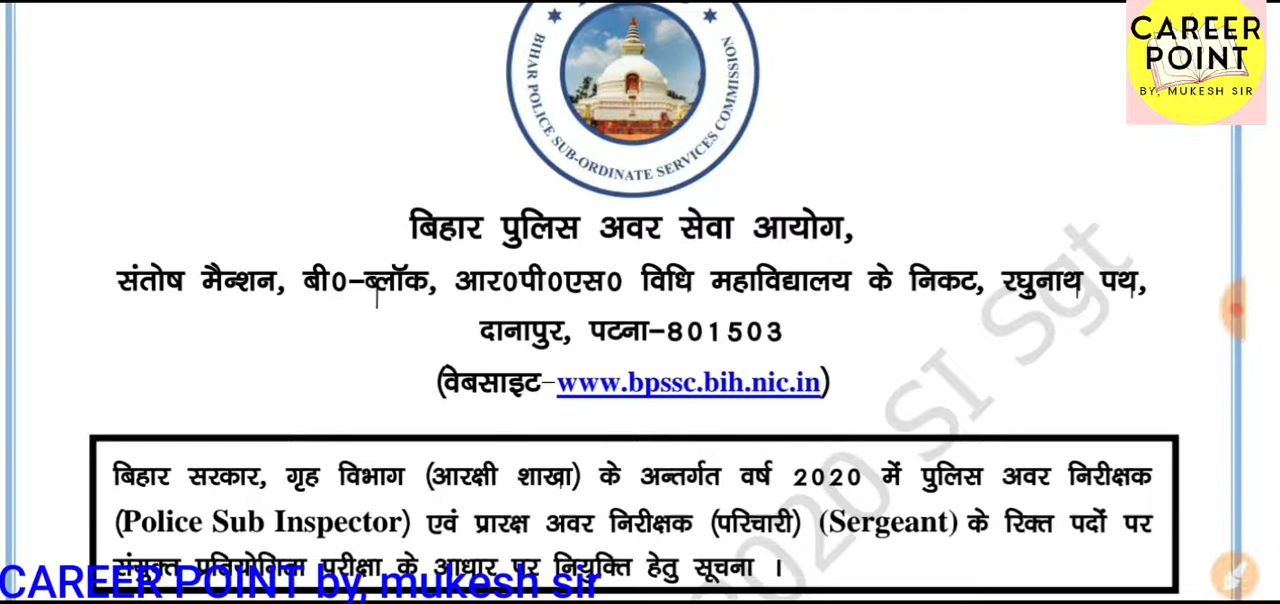 BIHAR POLICE SUB-ORDINATE SERVICES COMMISSION
CAREER
POINT
BY, MUKESH SIR
बिहार पुलिस अवर सेवा आयोग,
संतोष मैन्शन, बी0-ब्लॉक, आर0पी0एस0 विधि महाविद्यालय के निकट, रघुनाथ पथ,
दानापुर, पटना-801503
(वेबसाइट-www.bpssc.bih.nic.in)
बिहार सरकार, गृह विभाग (आरक्षी शाखा) के अन्तर्गत वर्ष 2020 में पुलिस अवर निरीक्षक
(Police Sub Inspector) एवं प्रारक्ष अवर निरीक्षक (परिचारी) (Sergeant) के रिक्त पदों पर
संयुक्त प्रतियोगिता परीक्षा के आधार पर नियुक्ति हेतु सूचना ।
CAREER POINT by, mukesh sir
2020 SI Sgt